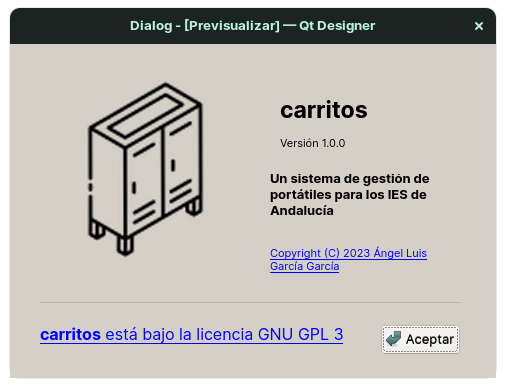 Dialog - [Previsualizar] — Qt Designer
carritos
Versión 1.0.0
Un sistema de gestión de
portátiles para los IES de
Andalucía
Copyright (C) 2023 Ángel Luis
García García
carritos está bajo la licencia GNU GPL 3
Aceptar